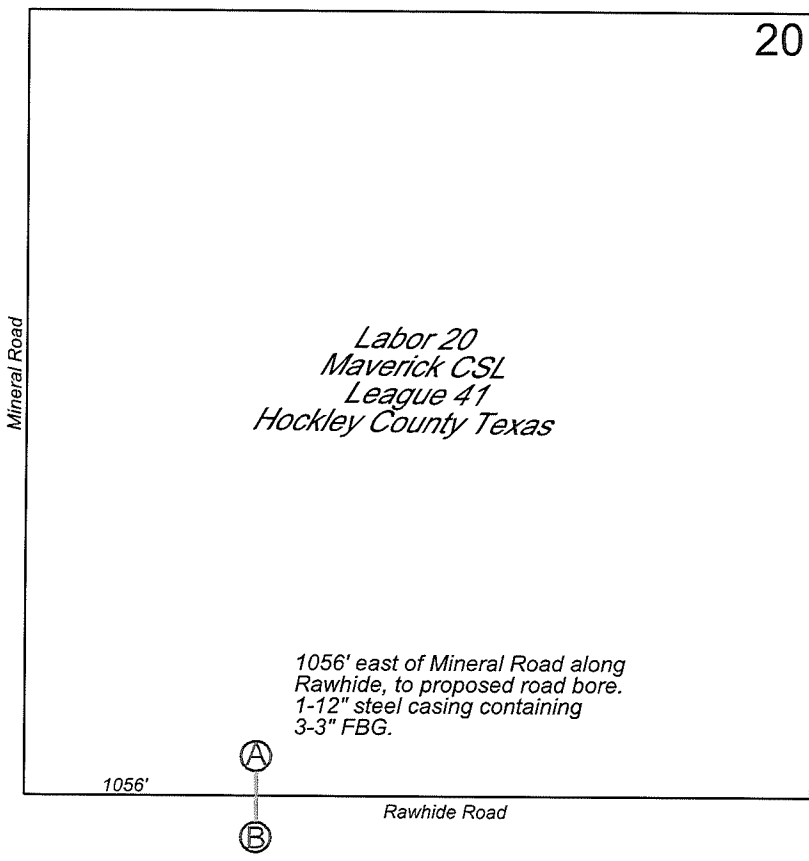 20
Mineral Road
Labor 20
Maverick CSL
League 41
Hockley County Texas
1056' east of Mineral Road along
Rawhide, to proposed road bore.
1-12" steel casing containing
3-3" FBG.
A
1056'
Rawhide Road
B